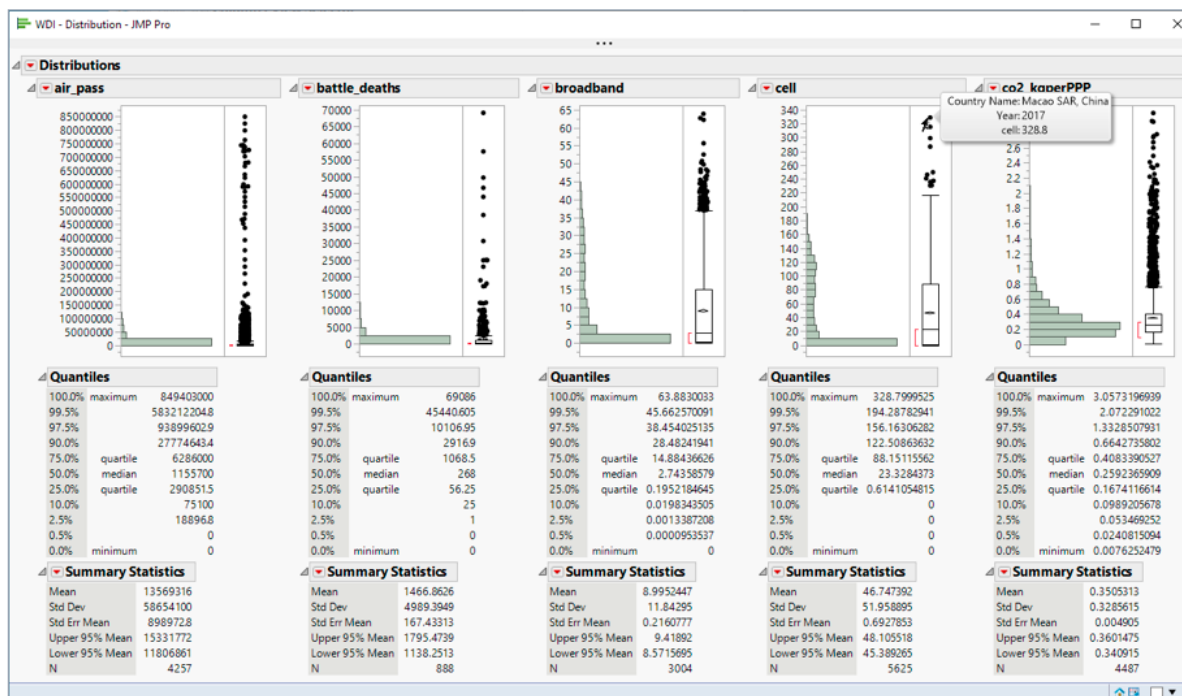 WDI - Distribution - JMP Pro
Distributions
air_pass
850000000
800000000
750000000
700000000
650000000
600000000
550000000
500000000
450000000
400000000
350000000
300000000
250000000
200000000
150000000
100000000
50000000
0
Quantiles
100.0% maximum 849403000
99.5% 583212204.8
97.5% 93899602.9
90.0% 27774643.4
75.0% quartile 6286000
50.0% median 1155700
25.0% quartile 290851.5
10.0% 75100
2.5% 18896.8
0.5% 0
0.0% minimum 0
Summary Statistics
Mean 13569316
Std Dev 58654100
Std Err Mean 898972.8
Upper 95% Mean 15331772
Lower 95% Mean 11806861
N 4257
battle_deaths
70000
65000
60000
55000
50000
45000
40000
35000
30000
25000
20000
15000
10000
5000
0
Quantiles
100.0% maximum 69086
99.5% 45440.605
97.5% 10106.95
90.0% 2916.9
75.0% quartile 1068.5
50.0% median 268
25.0% quartile 56.25
10.0% 25
2.5% 1
0.5% 0
0.0% minimum 0
Summary Statistics
Mean 1466.8626
Std Dev 4989.3949
Std Err Mean 167.43313
Upper 95% Mean 1795.4739
Lower 95% Mean 1138.2513
N 888
broadband
65
60
55
50
45
40
35
30
25
20
15
10
5
0
Quantiles
100.0% maximum 63.8830033
99.5% 45.662570091
97.5% 38.454025135
90.0% 28.48241941
75.0% quartile 14.88436626
50.0% median 2.74358579
25.0% quartile 0.1952184645
10.0% 0.0198343505
2.5% 0.0013387208
0.5% 0.0000953537
0.0% minimum 0
Summary Statistics
Mean 8.9952447
Std Dev 11.84295
Std Err Mean 0.2160777
Upper 95% Mean 9.41892
Lower 95% Mean 8.5715695
N 3004
cell
340
320
300
280
260
240
220
200
180
160
140
120
100
80
60
40
20
0
Country Name: Macao SAR, China
Year: 2017
cell: 328.8
Quantiles
100.0% maximum 328.7999525
99.5% 194.28782941
97.5% 156.16306282
90.0% 122.50863632
75.0% quartile 88.15115562
50.0% median 23.3284373
25.0% quartile 0.6141054815
10.0% 0
2.5% 0
0.5% 0
0.0% minimum 0
Summary Statistics
Mean 46.747392
Std Dev 51.958895
Std Err Mean 0.6927853
Upper 95% Mean 48.105518
Lower 95% Mean 45.389265
N 5625
co2_kgperPPP
2.6
2.4
2.2
2
1.8
1.6
1.4
1.2
1
0.8
0.6
0.4
0.2
0
Quantiles
100.0% maximum 3.0573196939
99.5% 2.072291022
97.5% 1.3328507931
90.0% 0.6642735802
75.0% quartile 0.4083390527
50.0% median 0.2592365909
25.0% quartile 0.1674116614
10.0% 0.0989205678
2.5% 0.053469252
0.5% 0.0240815094
0.0% minimum 0.0076252479
Summary Statistics
Mean 0.3505313
Std Dev 0.3285615
Std Err Mean 0.004905
Upper 95% Mean 0.3601475
Lower 95% Mean 0.340915
N 4487